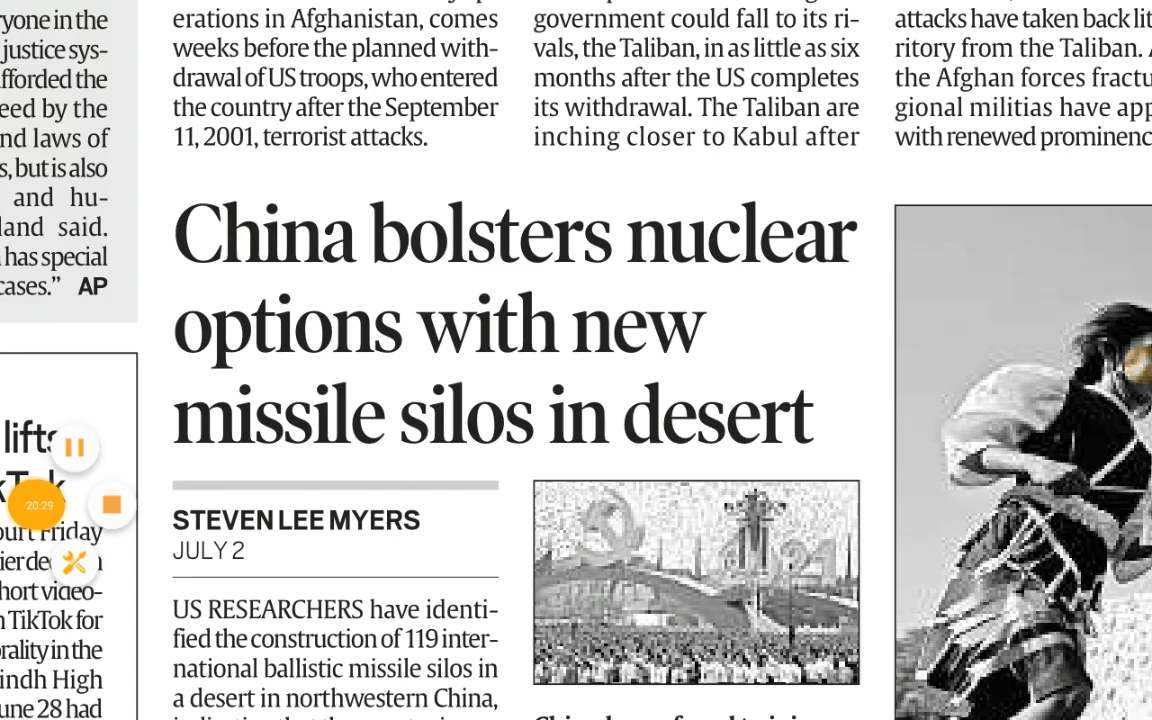 ryone in the
justice sys-
fforded the
eed by the
nd laws of
s, but is also
and hu-
land said.
has special
cases.” AP
lifts
kTok
20:29
ourt Friday
ier de
hort video-
n TikTok for
orality in the
indh High
une 28 had
erations in Afghanistan, comes
weeks before the planned with-
drawal of US troops, who entered
the country after the September
11, 2001, terrorist attacks.
government could fall to its ri-
vals, the Taliban, in as little as six
months after the US completes
its withdrawal. The Taliban are
inching closer to Kabul after
attacks have taken back lit
ritory from the Taliban. A
the Afghan forces fractu
gional militias have app
with renewed prominenc
China bolsters nuclear
options with new
missile silos in desert
STEVEN LEE MYERS
JULY 2
US RESEARCHERS have identi-
fied the construction of 119 inter-
national ballistic missile silos in
a desert in northwestern China,